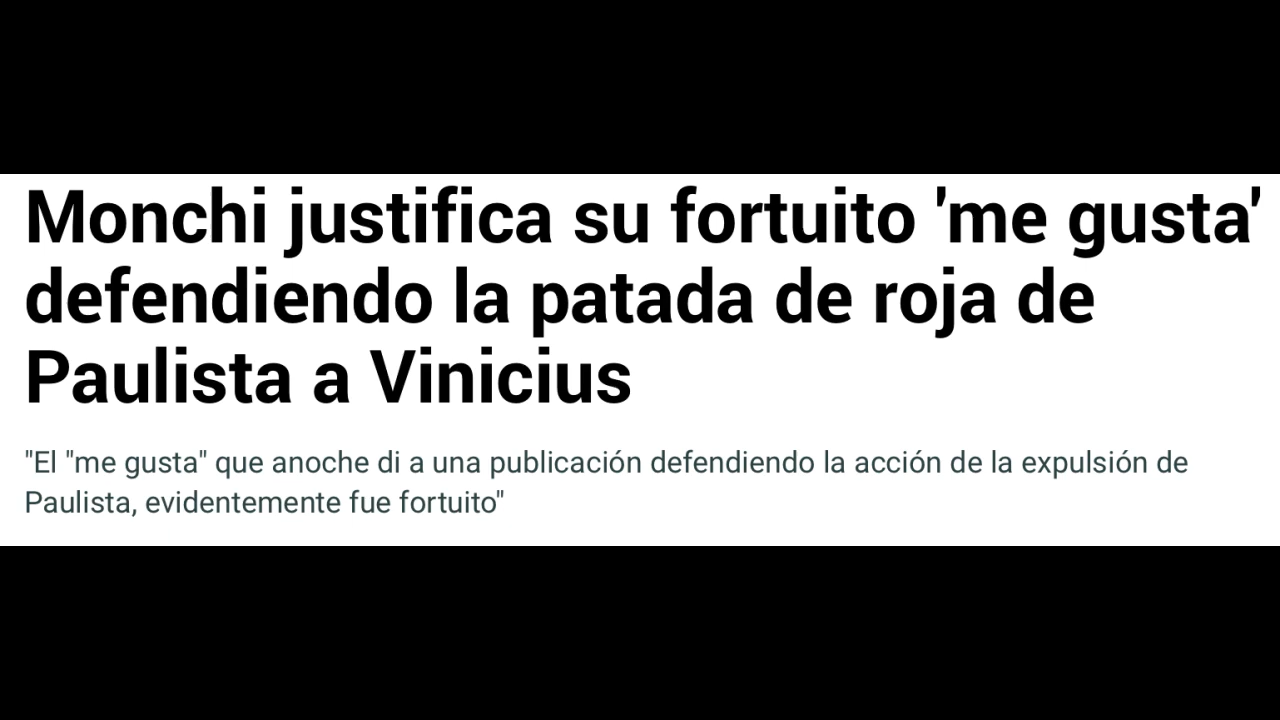 Monchi justifica su fortuito 'me gusta'
defendiendo la patada de roja de
Paulista a Vinicius
"El "me gusta" que anoche di a una publicación defendiendo la acción de la expulsión de
Paulista, evidentemente fue fortuito"